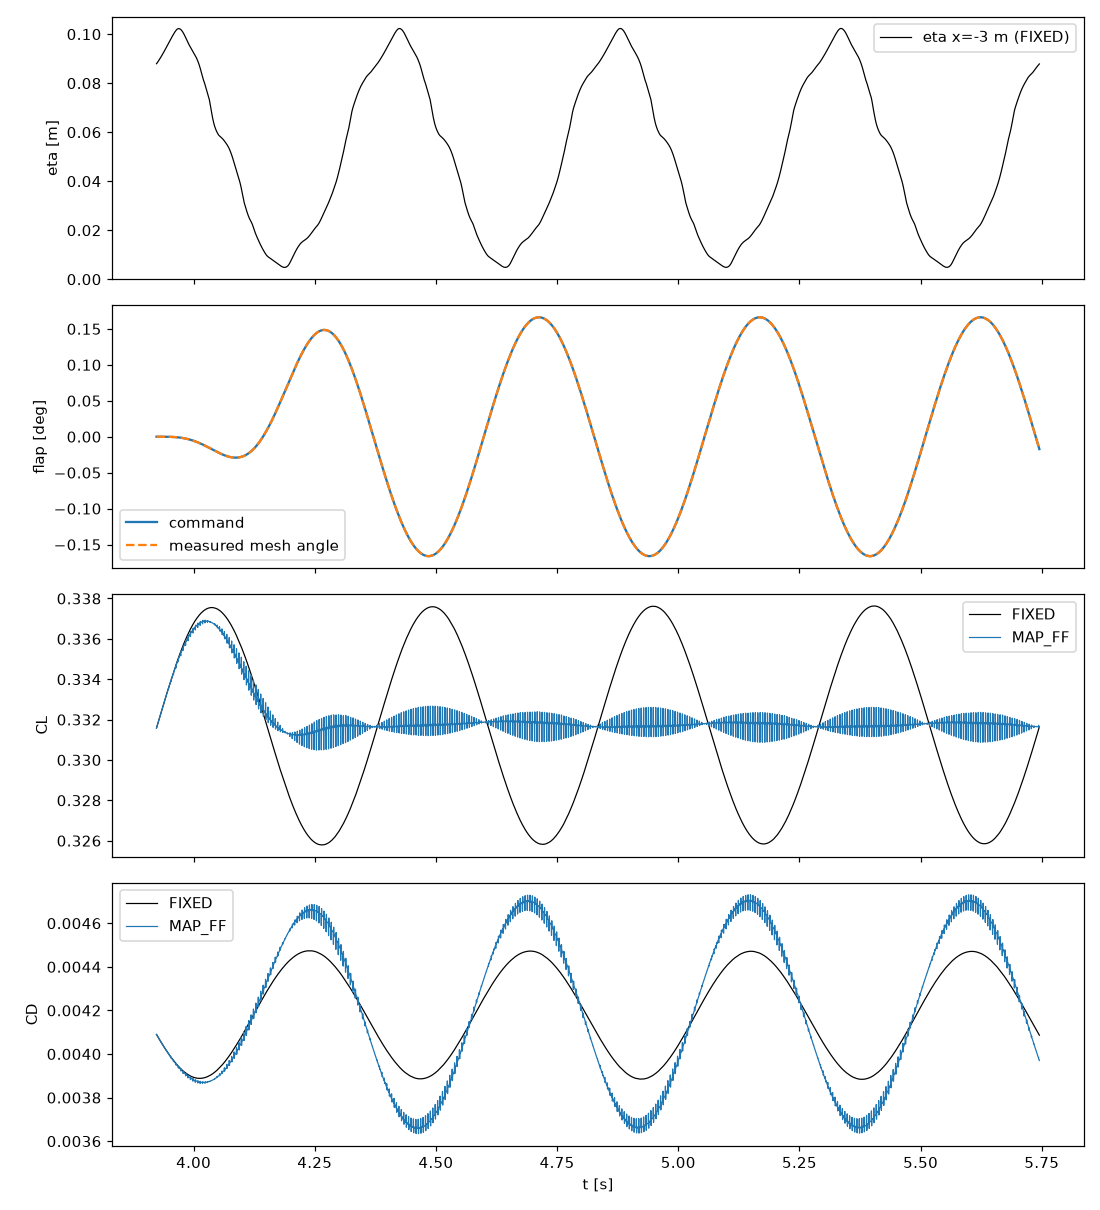 eta x=-3 m (FIXED)
0.10
0.08
0.06
0.04
0.02
0.00
eta [m]
0.15
0.10
0.05
0.00
−0.05
−0.10
−0.15
flap [deg]
command
measured mesh angle
0.338
0.336
0.334
0.332
0.330
0.328
0.326
CL
FIXED
MAP_FF
FIXED
MAP_FF
0.0046
0.0044
0.0042
0.0040
0.0038
0.0036
CD
4.00 4.25 4.50 4.75 5.00 5.25 5.50 5.75
t [s]